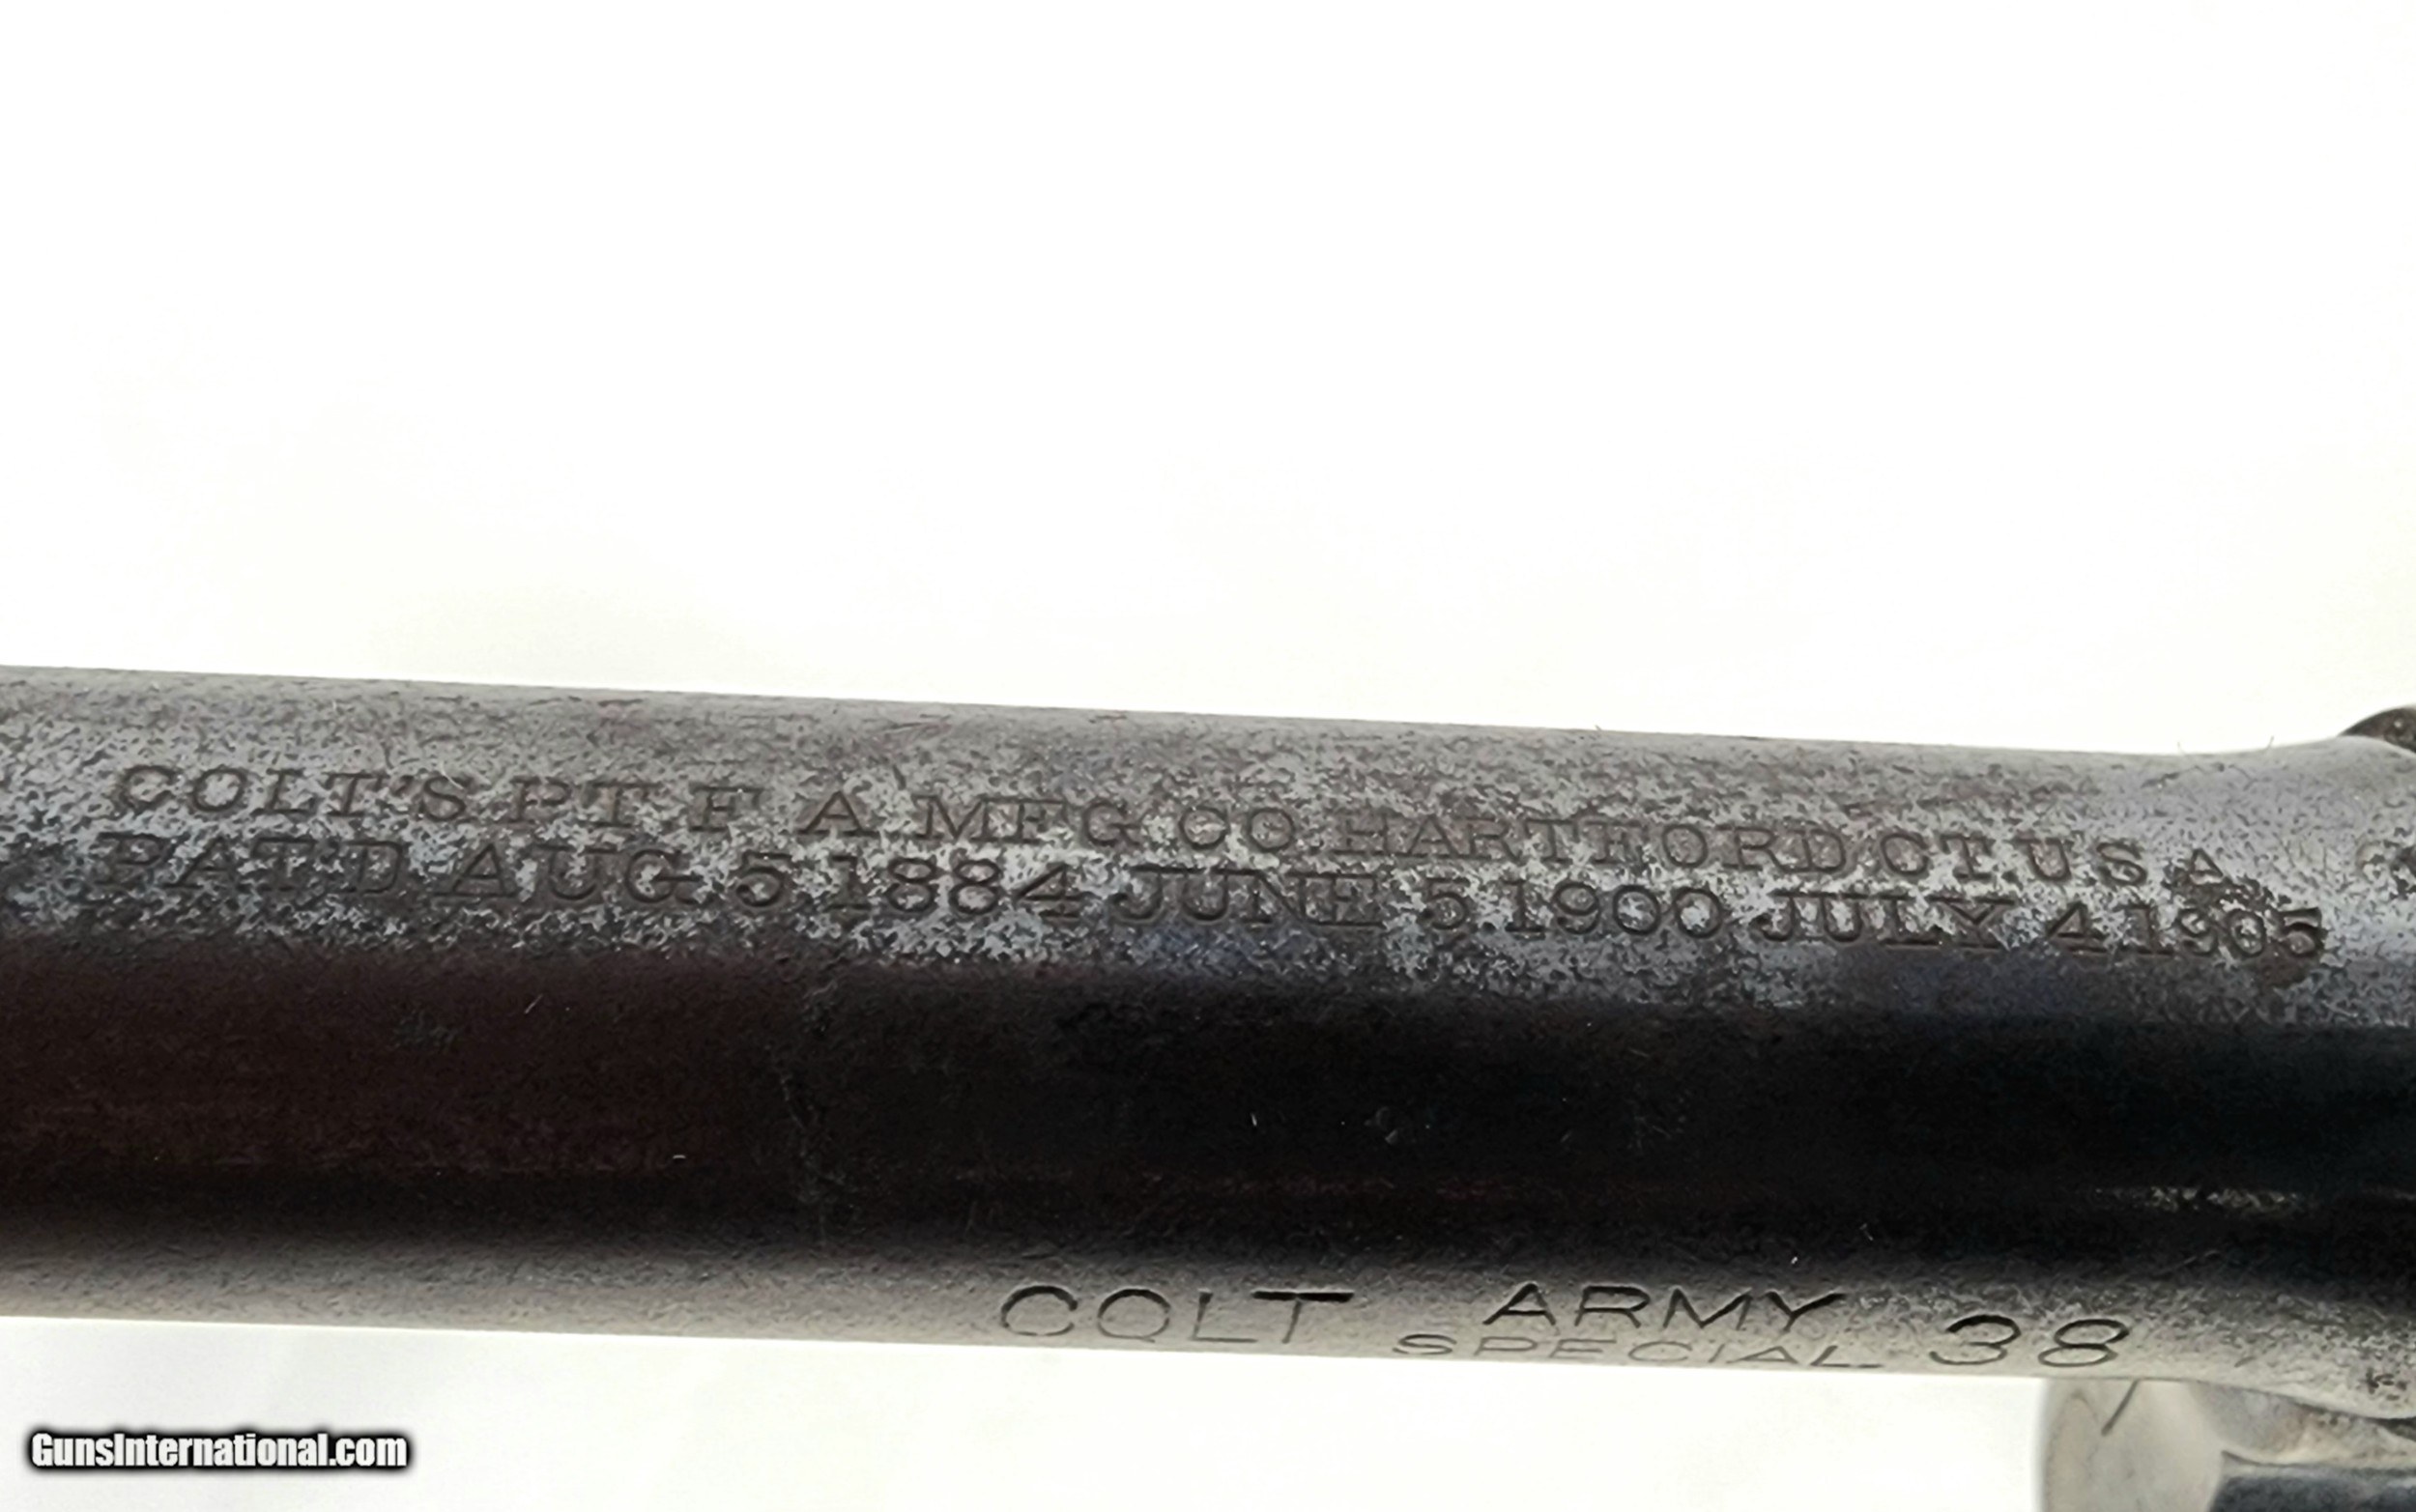 COLT'S P T F A MFG CO HARTFORD CT. U S A
PAT'D AUG. 5.1884 JUNE 5.1900 JULY 4 1905
COLT ARMY 38
SPECIAL
GunsInternational.com